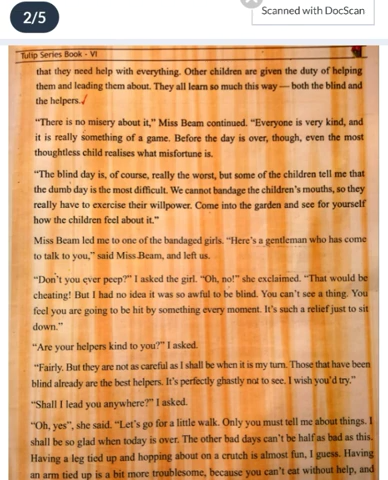 2/5
Scanned with DocScan
Tulip Series Book - VI
that they need help with everything. Other children are given the duty of helping
them and leading them about. They all learn so much this way — both the blind and
the helpers.
“There is no misery about it,” Miss Beam continued. “Everyone is very kind, and
it is really something of a game. Before the day is over, though, even the most
thoughtless child realises what misfortune is.
“The blind day is, of course, really the worst, but some of the children tell me that
the dumb day is the most difficult. We cannot bandage the children’s mouths, so they
really have to exercise their willpower. Come into the garden and see for yourself
how the children feel about it.”
Miss Beam led me to one of the bandaged girls. “Here’s a gentleman who has come
to talk to you,” said Miss Beam, and left us.
“Don’t you ever peep?” I asked the girl. “Oh, no!” she exclaimed. “That would be
cheating! But I had no idea it was so awful to be blind. You can’t see a thing. You
feel you are going to be hit by something every moment. It’s such a relief just to sit
down.”
“Are your helpers kind to you?” I asked.
“Fairly. But they are not as careful as I shall be when it is my turn. Those that have been
blind already are the best helpers. It’s perfectly ghastly not to see. I wish you’d try.”
“Shall I lead you anywhere?” I asked.
“Oh, yes”, she said. “Let’s go for a little walk. Only you must tell me about things. I
shall be so glad when today is over. The other bad days can’t be half as bad as this.
Having a leg tied up and hopping about on a crutch is almost fun, I guess. Having
an arm tied up is a bit more troublesome, because you can’t eat without help, and